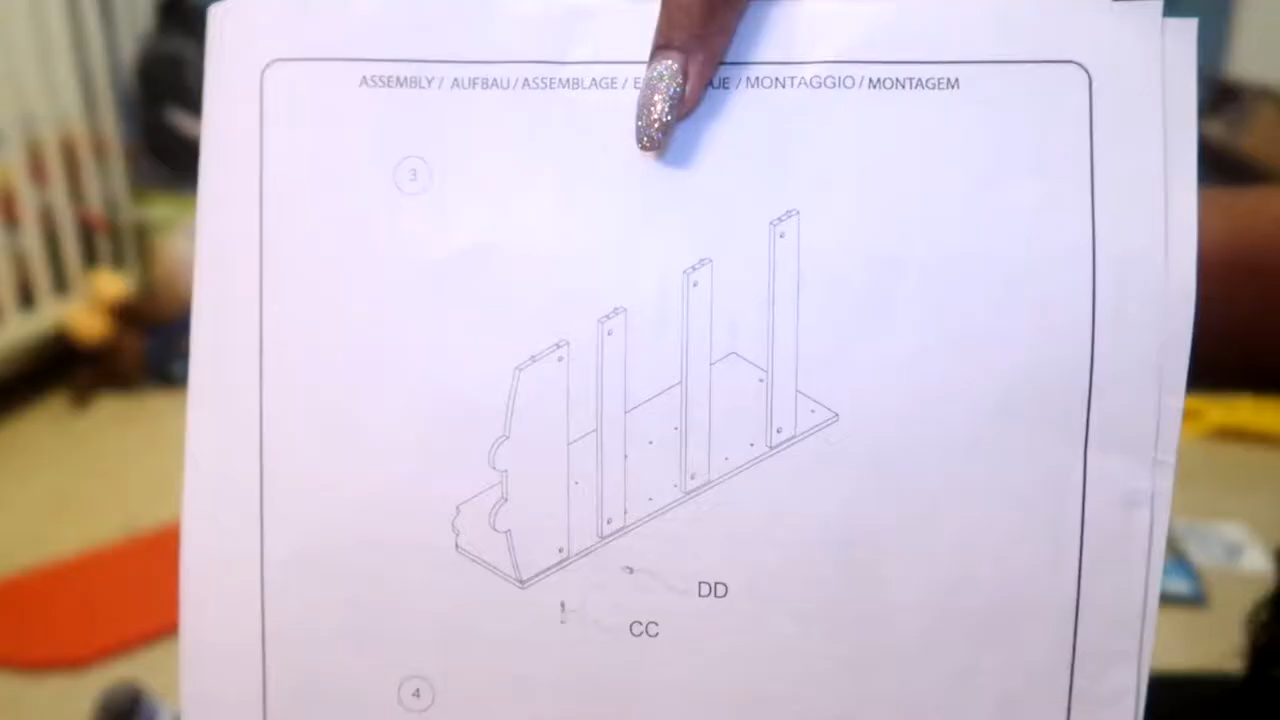 ASSEMBLY / AUFBAU / ASSEMBLAGE / / MONTAGGIO / MONTAGEM
3
DD
CC
4